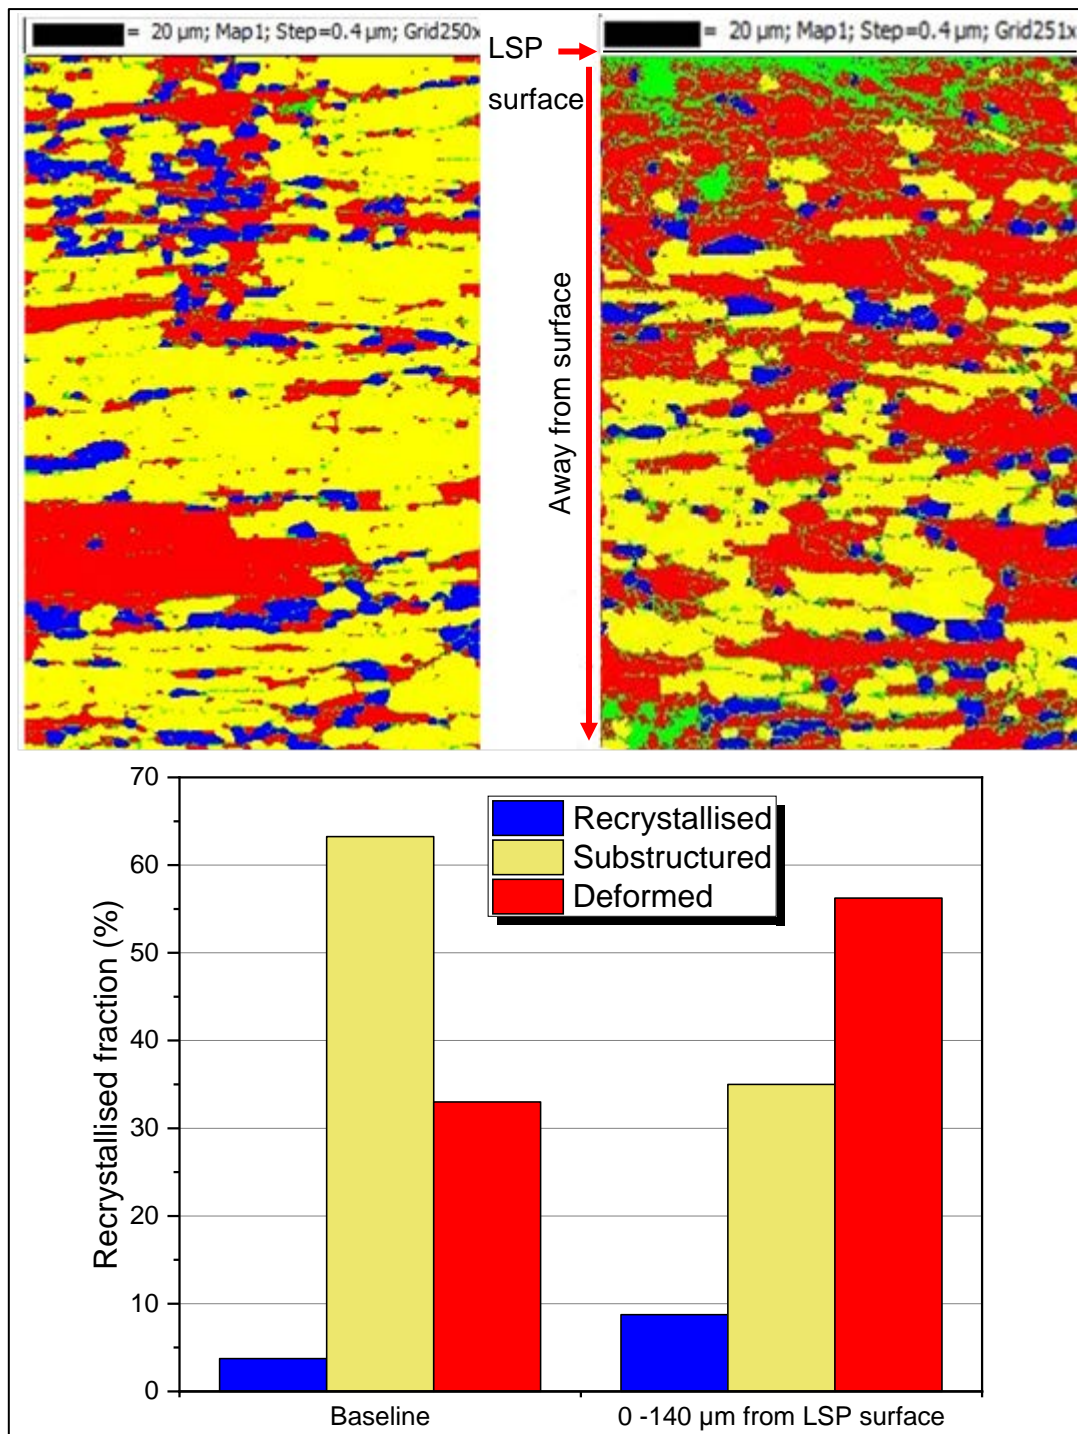 = 20 µm; Map1; Step=0.4 µm; Grid250x
LSP
surface
= 20 µm; Map1; Step=0.4 µm; Grid251x
Away from surface
70
60
50
40
30
20
10
0
Recrystallised fraction (%)
Recrystallised
Substructured
Deformed
Baseline
0 -140 µm from LSP surface